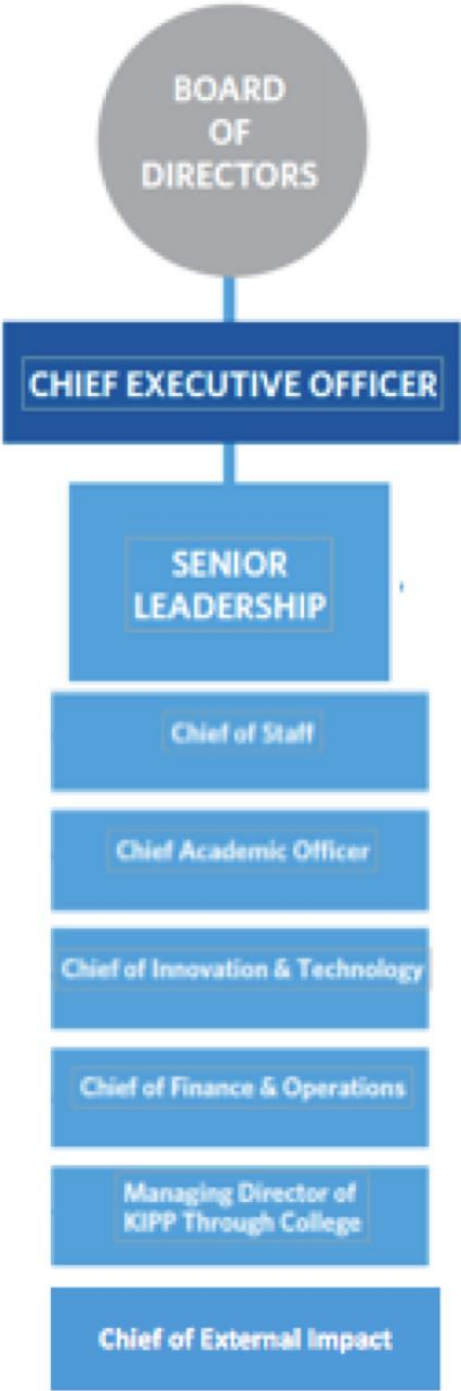 BOARD
OF
DIRECTORS
CHIEF EXECUTIVE OFFICER
SENIOR
LEADERSHIP
Chief of Staff
Chief Academic Officer
Chief of Innovation & Technology
Chief of Finance & Operations
Managing Director of
KIPP Through College
Chief of External Impact